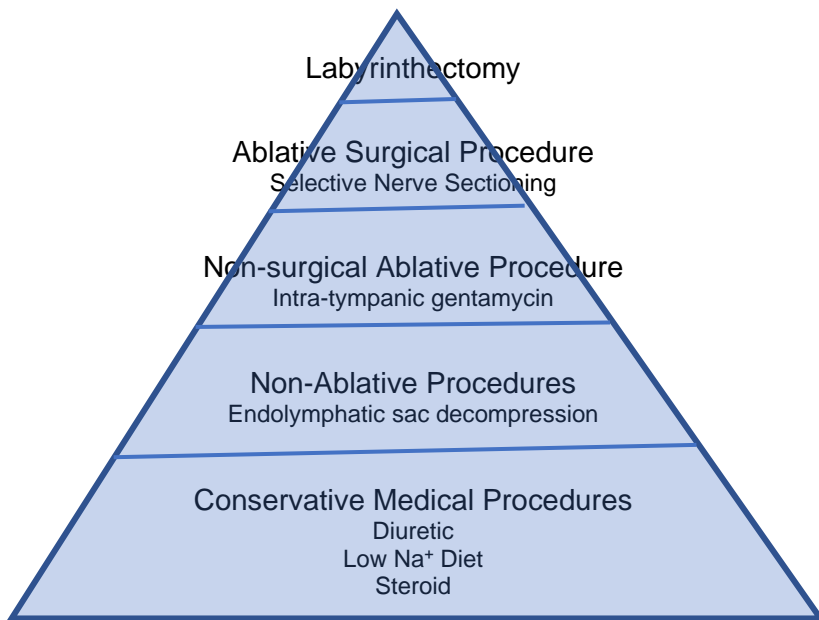 Labyrinthectomy
Ablative Surgical Procedure
Selective Nerve Sectioning
Non-surgical Ablative Procedure
Intra-tympanic gentamycin
Non-Ablative Procedures
Endolymphatic sac decompression
Conservative Medical Procedures
Diuretic
Low Na⁺ Diet
Steroid